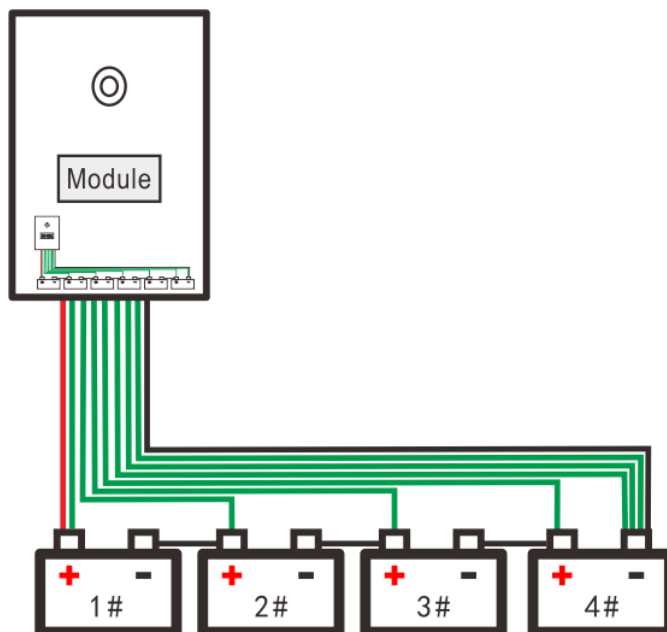 Module
+ - 1#
+ - 2#
+ - 3#
+ - 4#